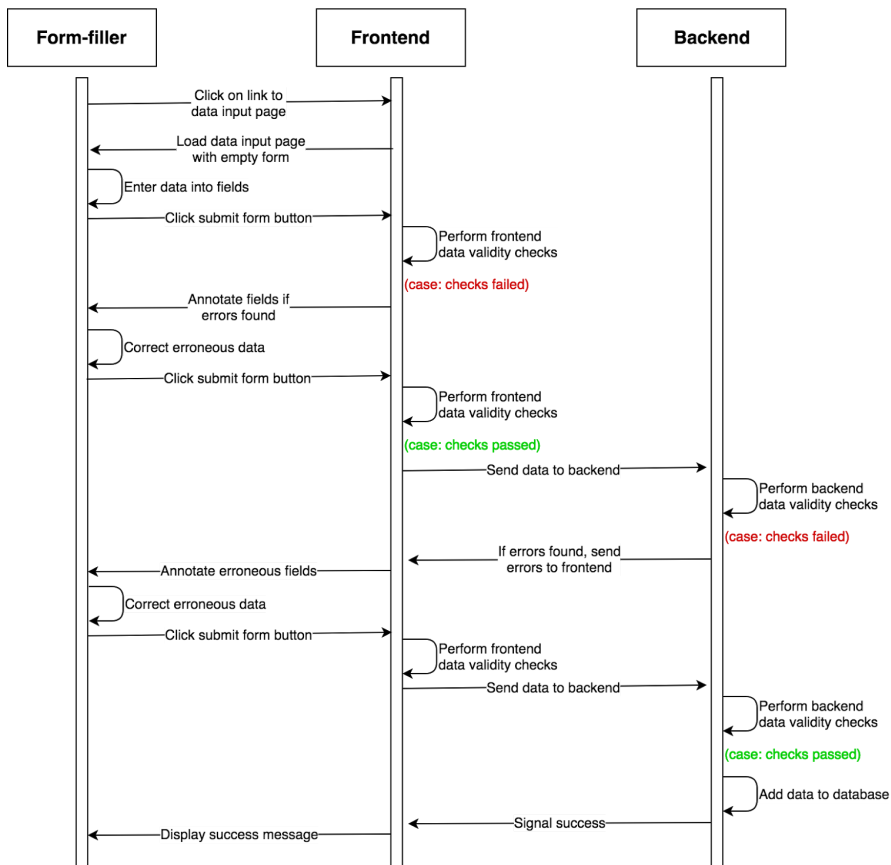 Form-filler
Frontend
Backend
Click on link to
data input page
Load data input page
with empty form
Enter data into fields
Click submit form button
Perform frontend
data validity checks
(case: checks failed)
Annotate fields if
errors found
Correct erroneous data
Click submit form button
Perform frontend
data validity checks
(case: checks passed)
Send data to backend
Perform backend
data validity checks
(case: checks failed)
If errors found, send
errors to frontend
Annotate erroneous fields
Correct erroneous data
Click submit form button
Perform frontend
data validity checks
Send data to backend
Perform backend
data validity checks
(case: checks passed)
Add data to database
Signal success
Display success message